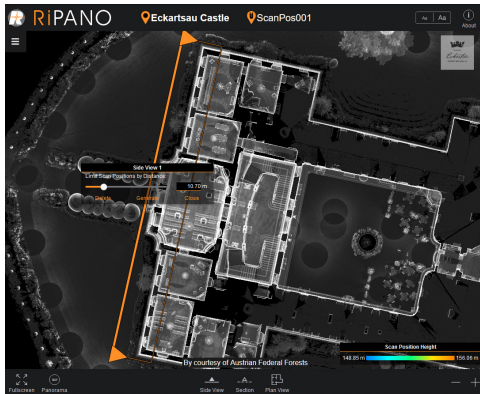 RiPANO
Eckartsau Castle
ScanPos001
Aa Aa
About
Side View 1
Limit Scan Positions by Distance
10.70 m
Delete Generate Close
Scan Position Height
148.85 m 156.06 m
By courtesy of Austrian Federal Forests
Fullscreen Panorama Side View Section Plan View